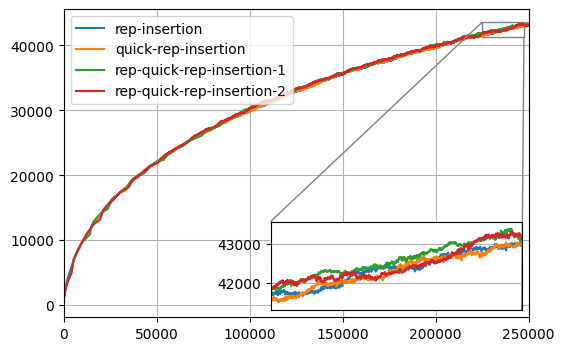 rep-insertion
quick-rep-insertion
rep-quick-rep-insertion-1
rep-quick-rep-insertion-2
40000
30000
20000
10000
0
43000
42000
0 50000 100000 150000 200000 250000